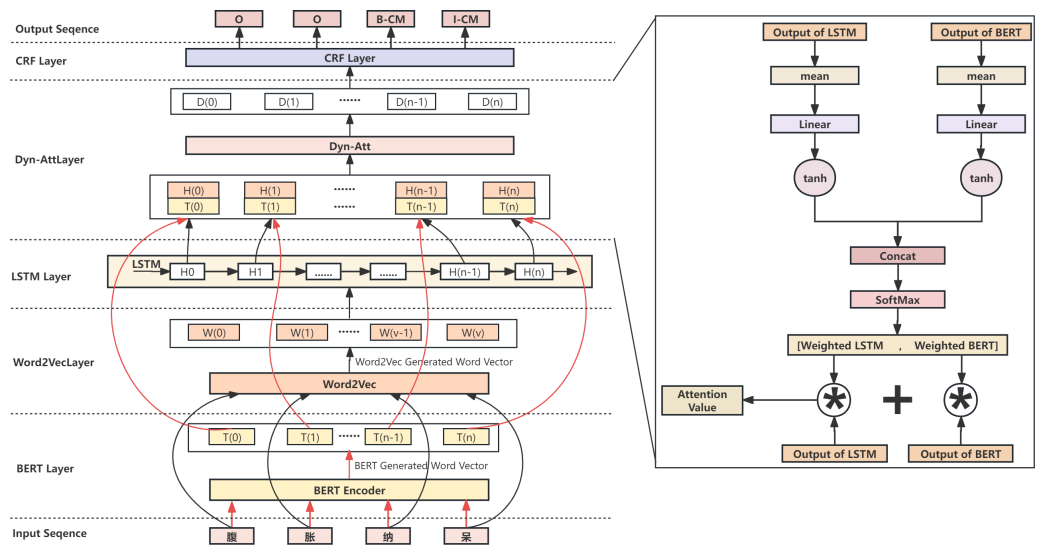 Output Seqence
O O B-CM I-CM
CRF Layer
CRF Layer
D(0) D(1) ...... D(n-1) D(n)
Dyn-AttLayer
Dyn-Att
H(0) H(1) ...... H(n-1) H(n)
T(0) T(1) ...... T(n-1) T(n)
LSTM Layer
LSTM
H0 H1 ...... ...... H(n-1) H(n)
W(0) W(1) ...... W(v-1) W(v)
Word2VecLayer
Word2Vec Generated Word Vector
Word2Vec
T(0) T(1) ...... T(n-1) T(n)
BERT Layer
BERT Generated Word Vector
BERT Encoder
Input Seqence
腹 胀 纳 呆
Output of LSTM Output of BERT
mean mean
Linear Linear
tanh tanh
Concat
SoftMax
[Weighted LSTM , Weighted BERT]
Attention
Value
* + *
Output of LSTM Output of BERT